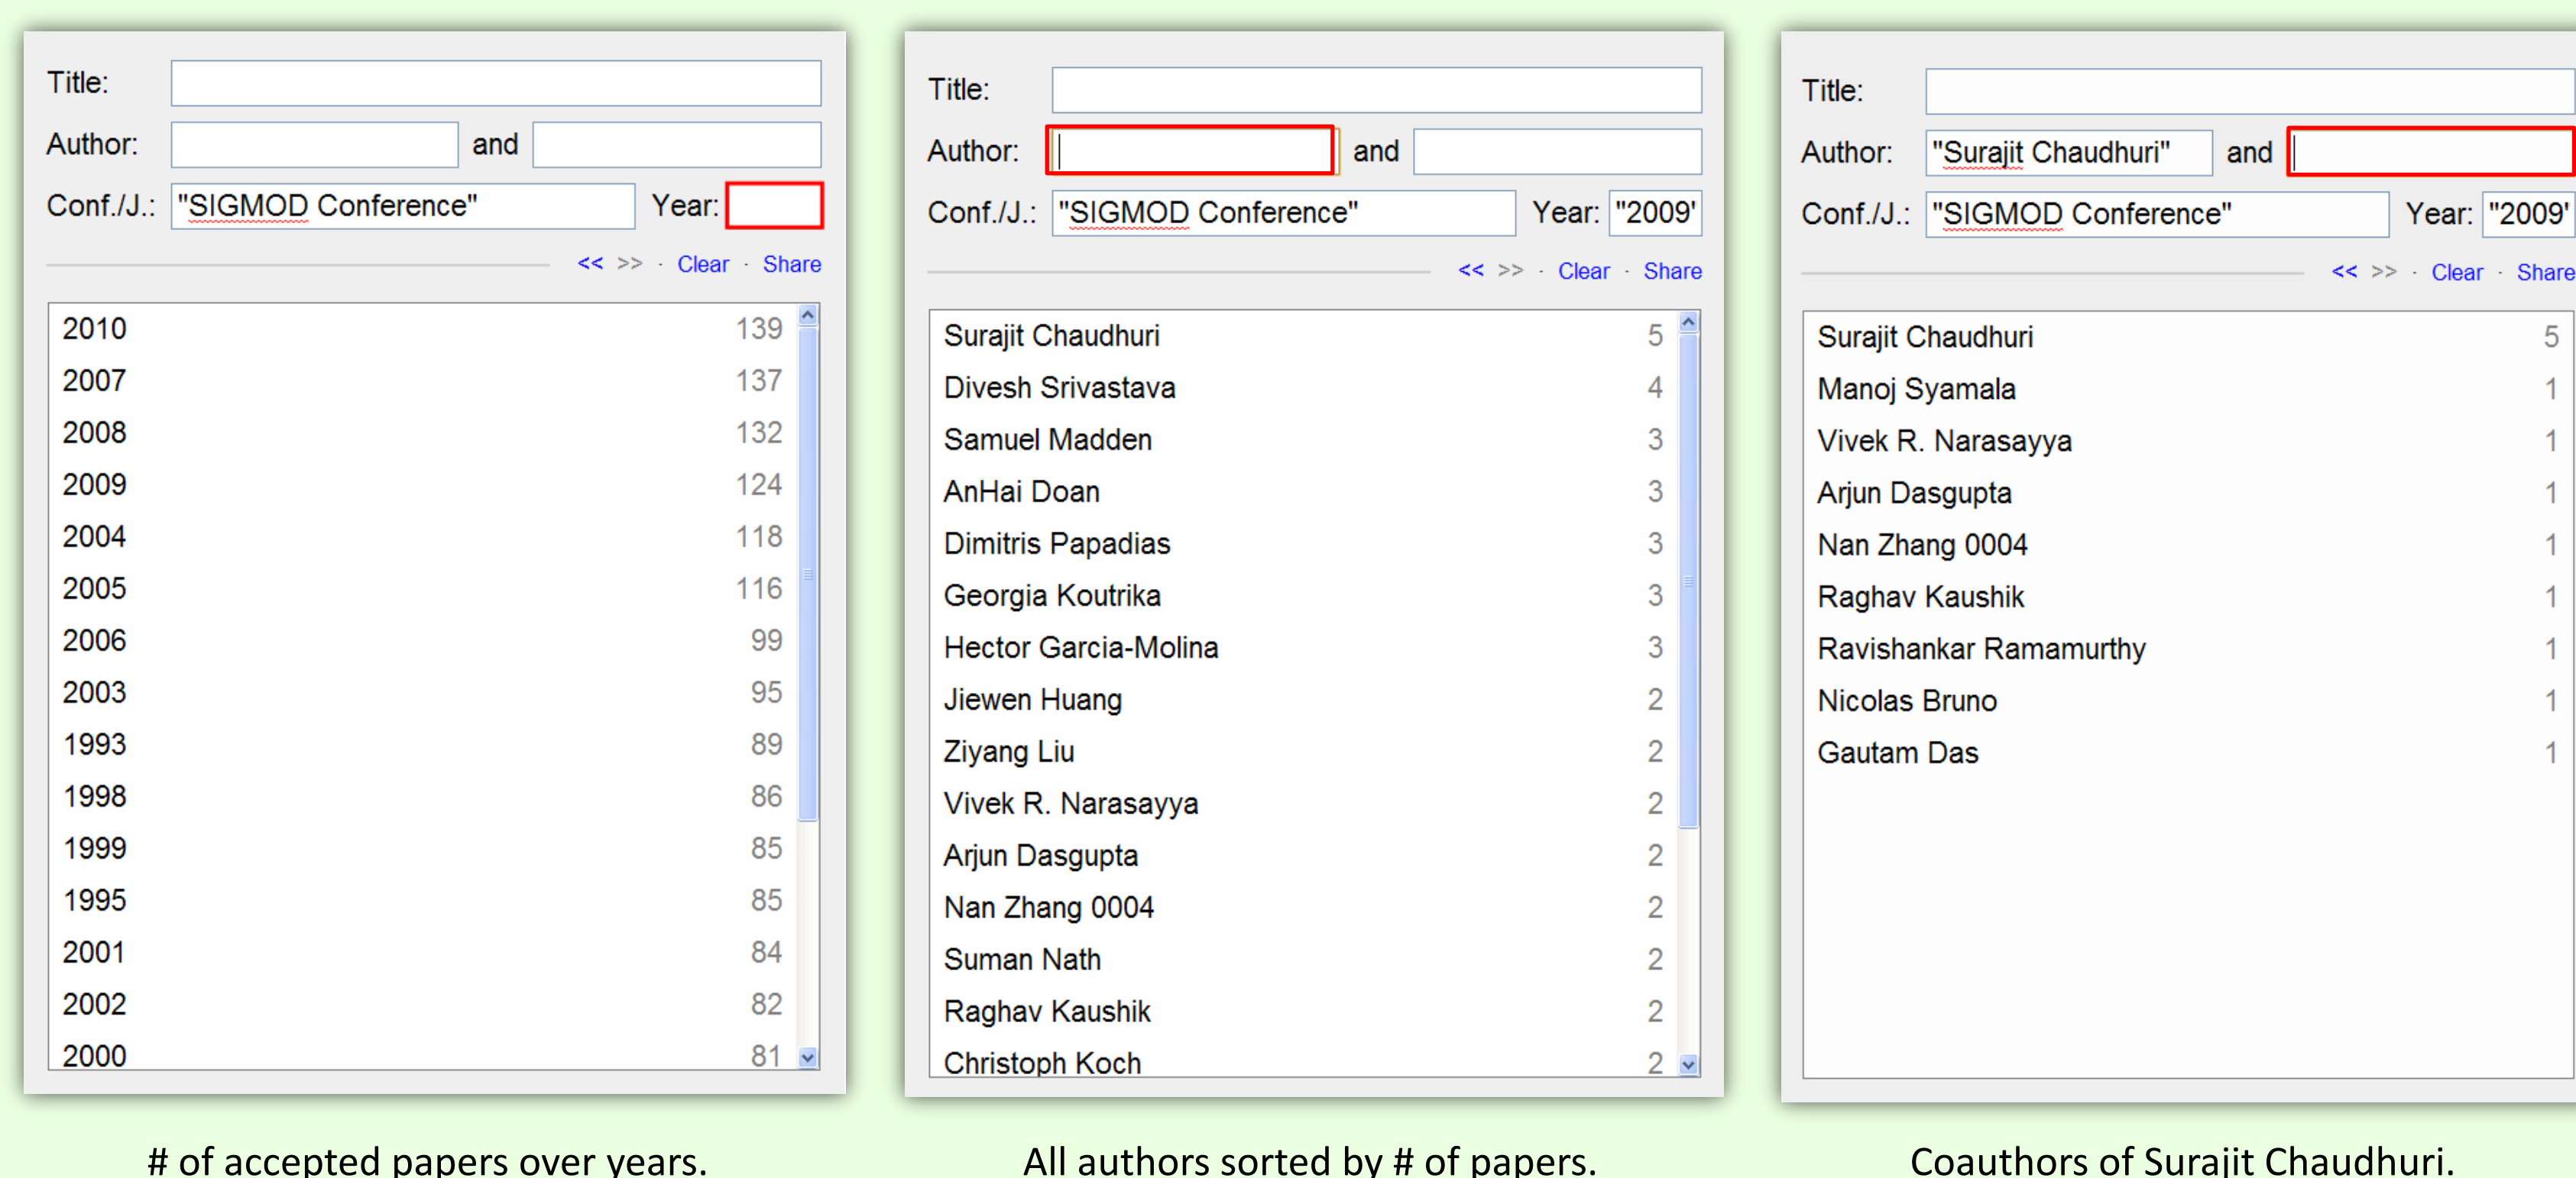 Title:
Author: and
Conf./J.: "SIGMOD Conference" Year:
<< >> · Clear · Share
2010 139
2007 137
2008 132
2009 124
2004 118
2005 116
2006 99
2003 95
1993 89
1998 86
1999 85
1995 85
2001 84
2002 82
2000 81
# of accepted papers over years.
Title:
Author: and
Conf./J.: "SIGMOD Conference" Year: "2009"
<< >> · Clear · Share
Surajit Chaudhuri 5
Divesh Srivastava 4
Samuel Madden 3
AnHai Doan 3
Dimitris Papadias 3
Georgia Koutrika 3
Hector Garcia-Molina 3
Jiewen Huang 2
Ziyang Liu 2
Vivek R. Narasayya 2
Arjun Dasgupta 2
Nan Zhang 0004 2
Suman Nath 2
Raghav Kaushik 2
Christoph Koch 2
All authors sorted by # of papers.
Title:
Author: "Surajit Chaudhuri" and
Conf./J.: "SIGMOD Conference" Year: "2009"
<< >> · Clear · Share
Surajit Chaudhuri 5
Manoj Syamala 1
Vivek R. Narasayya 1
Arjun Dasgupta 1
Nan Zhang 0004 1
Raghav Kaushik 1
Ravishankar Ramamurthy 1
Nicolas Bruno 1
Gautam Das 1
Coauthors of Surajit Chaudhuri.